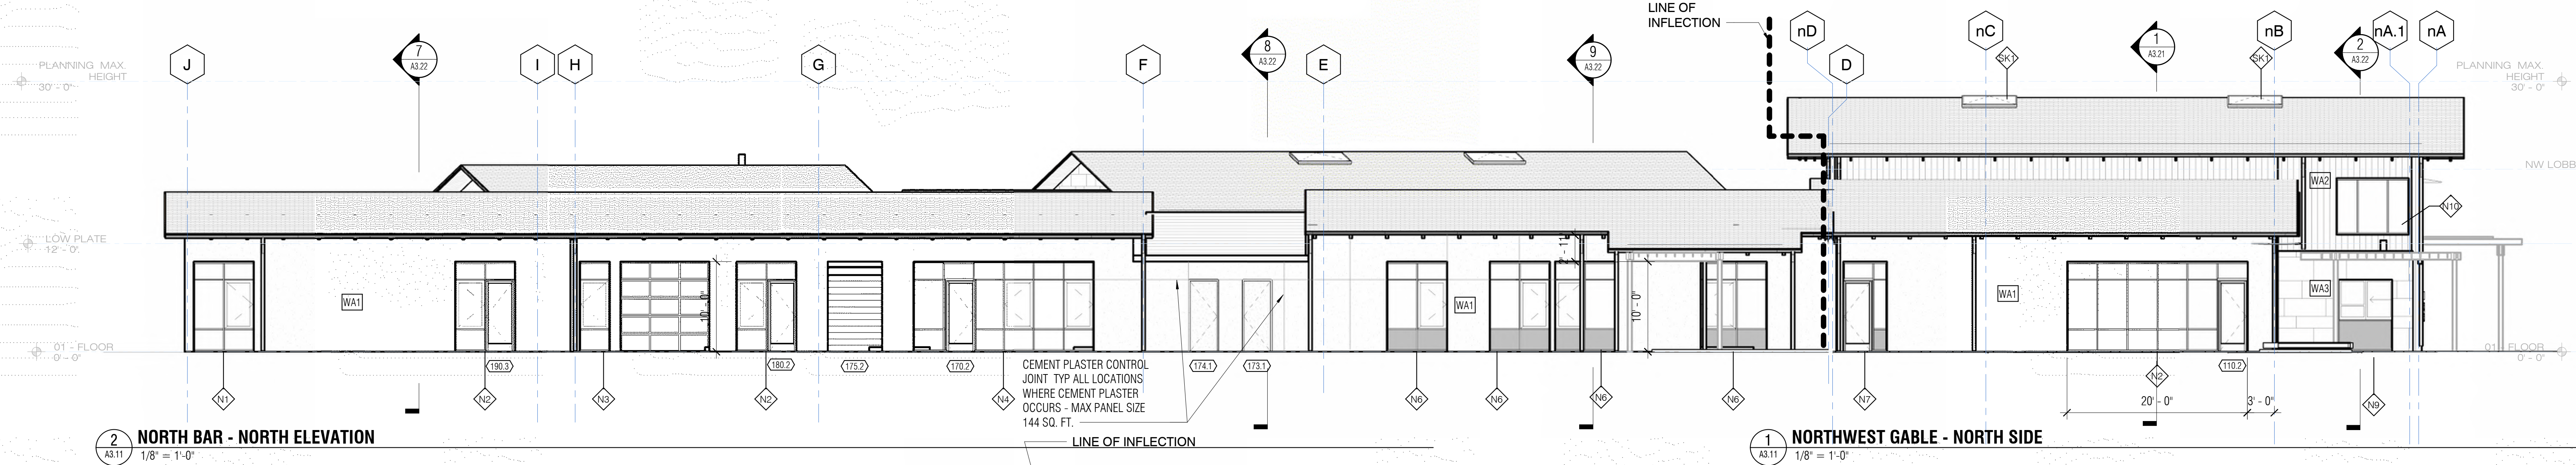 LINE OF
INFLECTION
J
7
A3.22
I
H
G
F
8
A3.22
E
9
A3.22
nD
D
nC
SK1
1
A3.21
SK1
nB
2
A3.22
nA.1
nA
PLANNING MAX.
HEIGHT
30' - 0"
PLANNING MAX.
HEIGHT
30' - 0"
NW LOBB
WA2
N10
LOW PLATE
12' - 0"
2' - 11"
WA1
10' - 0"
WA1
10' - 0"
WA1
WA3
01 - FLOOR
0' - 0"
01 - FLOOR
0' - 0"
190.3
180.2
175.2
170.2
174.1
173.1
110.2
CEMENT PLASTER CONTROL
JOINT TYP ALL LOCATIONS
WHERE CEMENT PLASTER
OCCURS - MAX PANEL SIZE
144 SQ. FT.
N1
N2
N3
N2
N4
N6
N6
N6
N6
N7
N2
N9
20' - 0"
3' - 0"
2
A3.11
NORTH BAR - NORTH ELEVATION
1/8" = 1'-0"
LINE OF INFLECTION
1
A3.11
NORTHWEST GABLE - NORTH SIDE
1/8" = 1'-0"